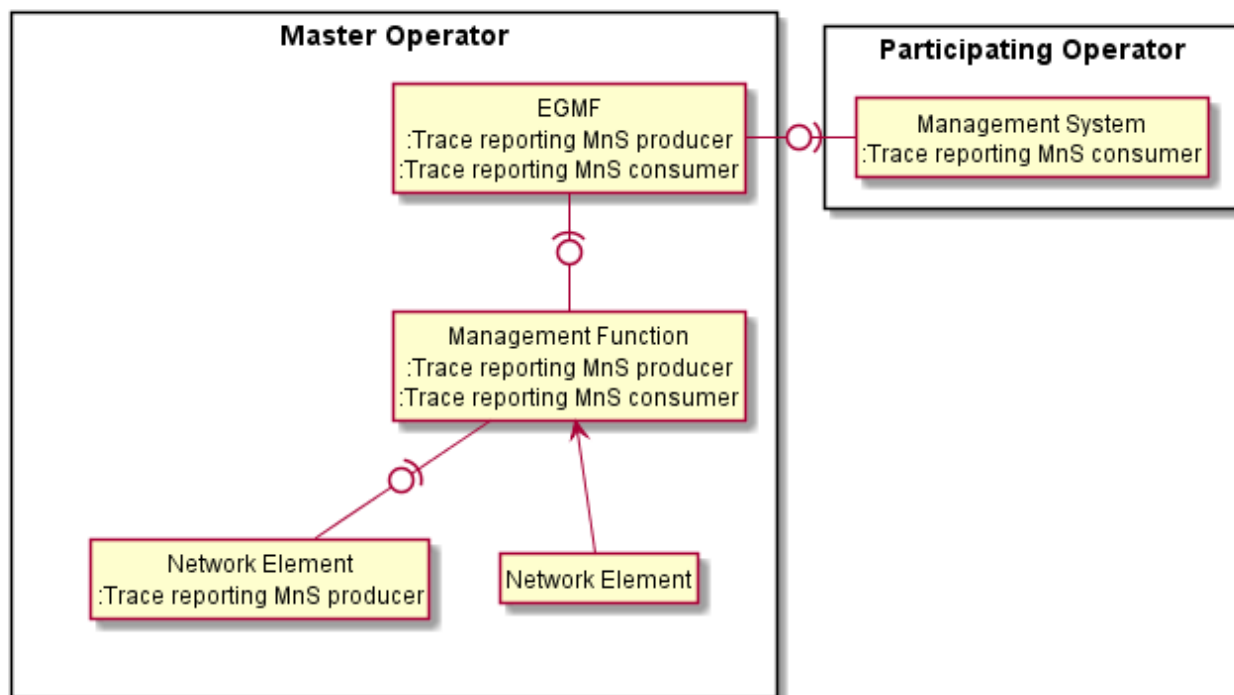 Master Operator
EGMF
:Trace reporting MnS producer
:Trace reporting MnS consumer
Participating Operator
Management System
:Trace reporting MnS consumer
Management Function
:Trace reporting MnS producer
:Trace reporting MnS consumer
Network Element
:Trace reporting MnS producer
Network Element